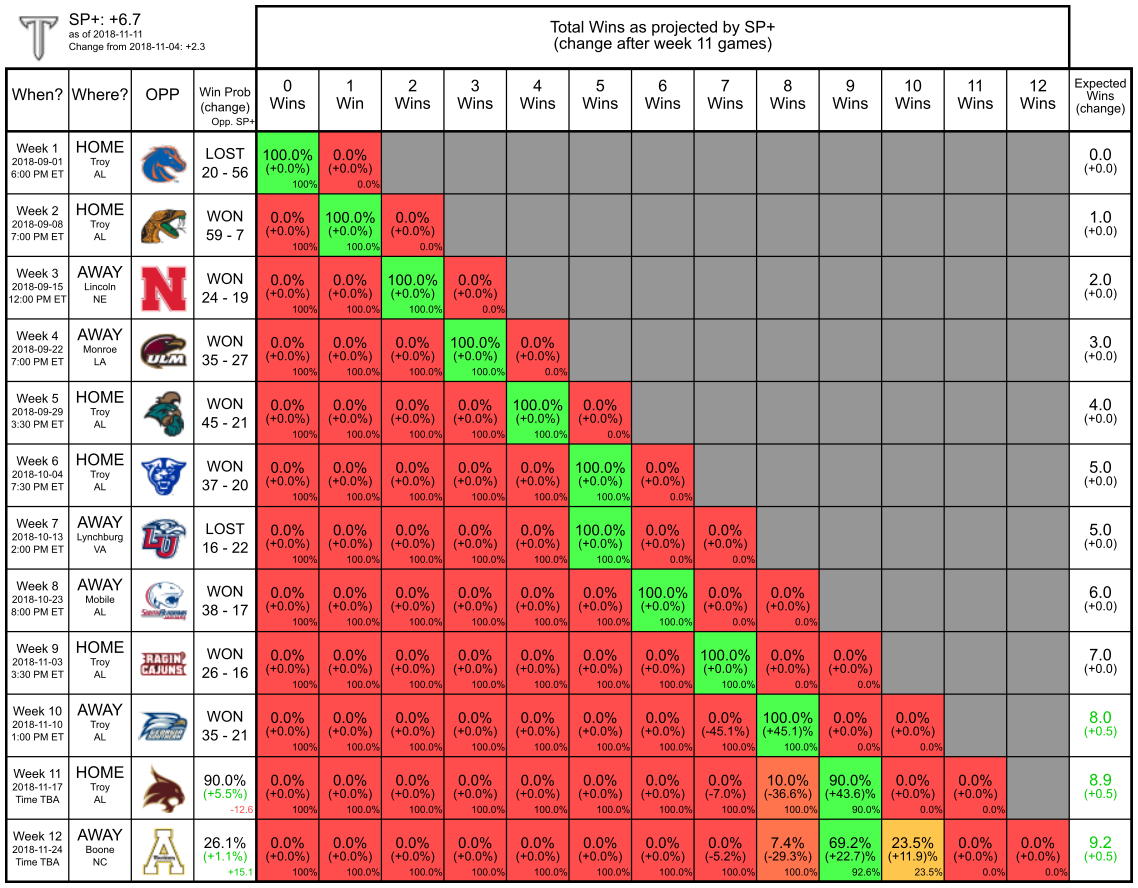 SP+: +6.7
as of 2018-11-11
Change from 2018-11-04: +2.3
Total Wins as projected by SP+
(change after week 11 games)
When? Where? OPP Win Prob (change) Opp. SP+ 0 Wins 1 Win 2 Wins 3 Wins 4 Wins 5 Wins 6 Wins 7 Wins 8 Wins 9 Wins 10 Wins 11 Wins 12 Wins Expected Wins (change)
Week 1 HOME LOST 100.0% 0.0% 0.0
2018-09-01 Troy (+0.0%) (+0.0%) (+0.0)
6:00 PM ET AL 20 - 56 100% 0.0%
Week 2 HOME WON 0.0% 100.0% 0.0% 1.0
2018-09-08 Troy (+0.0%) (+0.0%) (+0.0%) (+0.0)
7:00 PM ET AL 59 - 7 100% 100.0% 0.0%
Week 3 AWAY WON 0.0% 0.0% 100.0% 0.0% 2.0
2018-09-15 Lincoln N (+0.0%) (+0.0%) (+0.0%) (+0.0%) (+0.0)
12:00 PM ET NE 24 - 19 100% 100.0% 100.0% 0.0%
Week 4 AWAY WON 0.0% 0.0% 0.0% 100.0% 0.0% 3.0
2018-09-22 Monroe ULM (+0.0%) (+0.0%) (+0.0%) (+0.0%) (+0.0%) (+0.0)
7:00 PM ET LA 35 - 27 100% 100.0% 100.0% 100.0% 0.0%
Week 5 HOME WON 0.0% 0.0% 0.0% 0.0% 100.0% 0.0% 4.0
2018-09-29 Troy (+0.0%) (+0.0%) (+0.0%) (+0.0%) (+0.0%) (+0.0%) (+0.0)
3:30 PM ET AL 45 - 21 100% 100.0% 100.0% 100.0% 100.0% 0.0%
Week 6 HOME WON 0.0% 0.0% 0.0% 0.0% 0.0% 100.0% 0.0% 5.0
2018-10-04 Troy (+0.0%) (+0.0%) (+0.0%) (+0.0%) (+0.0%) (+0.0%) (+0.0%) (+0.0)
7:30 PM ET AL 37 - 20 100% 100.0% 100.0% 100.0% 100.0% 100.0% 0.0%
Week 7 AWAY LOST 0.0% 0.0% 0.0% 0.0% 0.0% 100.0% 0.0% 0.0% 5.0
2018-10-13 Lynchburg LU (+0.0%) (+0.0%) (+0.0%) (+0.0%) (+0.0%) (+0.0%) (+0.0%) (+0.0%) (+0.0)
2:00 PM ET VA 16 - 22 100% 100.0% 100.0% 100.0% 100.0% 100.0% 0.0% 0.0%
Week 8 AWAY WON 0.0% 0.0% 0.0% 0.0% 0.0% 0.0% 100.0% 0.0% 0.0% 6.0
2018-10-23 Mobile (+0.0%) (+0.0%) (+0.0%) (+0.0%) (+0.0%) (+0.0%) (+0.0%) (+0.0%) (+0.0%) (+0.0)
8:00 PM ET AL 38 - 17 100% 100.0% 100.0% 100.0% 100.0% 100.0% 100.0% 0.0% 0.0%
Week 9 HOME WON 0.0% 0.0% 0.0% 0.0% 0.0% 0.0% 0.0% 100.0% 0.0% 0.0% 7.0
2018-11-03 Troy RAGIN' CAJUNS (+0.0%) (+0.0%) (+0.0%) (+0.0%) (+0.0%) (+0.0%) (+0.0%) (+0.0%) (+0.0%) (+0.0%) (+0.0)
3:30 PM ET AL 26 - 16 100% 100.0% 100.0% 100.0% 100.0% 100.0% 100.0% 100.0% 0.0% 0.0%
Week 10 AWAY WON 0.0% 0.0% 0.0% 0.0% 0.0% 0.0% 0.0% 0.0% 100.0% 0.0% 0.0% 8.0
2018-11-10 Troy (+0.0%) (+0.0%) (+0.0%) (+0.0%) (+0.0%) (+0.0%) (+0.0%) (-45.1%) (+45.1)% (+0.0%) (+0.0%) (+0.5)
1:00 PM ET AL 35 - 21 100% 100.0% 100.0% 100.0% 100.0% 100.0% 100.0% 100.0% 100.0% 0.0% 0.0%
Week 11 HOME 90.0% 0.0% 0.0% 0.0% 0.0% 0.0% 0.0% 0.0% 0.0% 10.0% 90.0% 0.0% 0.0% 8.9
2018-11-17 Troy (+5.5%) (+0.0%) (+0.0%) (+0.0%) (+0.0%) (+0.0%) (+0.0%) (+0.0%) (-7.0%) (-36.6%) (+43.6)% (+0.0%) (+0.0%) (+0.5)
Time TBA AL -12.6 100% 100.0% 100.0% 100.0% 100.0% 100.0% 100.0% 100.0% 100.0% 90.0% 0.0% 0.0%
Week 12 AWAY 26.1% 0.0% 0.0% 0.0% 0.0% 0.0% 0.0% 0.0% 0.0% 7.4% 69.2% 23.5% 0.0% 0.0% 9.2
2018-11-24 Boone A (+1.1%) (+0.0%) (+0.0%) (+0.0%) (+0.0%) (+0.0%) (+0.0%) (+0.0%) (-5.2%) (-29.3%) (+22.7)% (+11.9)% (+0.0%) (+0.0%) (+0.5)
Time TBA NC +15.1 100% 100.0% 100.0% 100.0% 100.0% 100.0% 100.0% 100.0% 100.0% 92.6% 23.5% 0.0% 0.0%